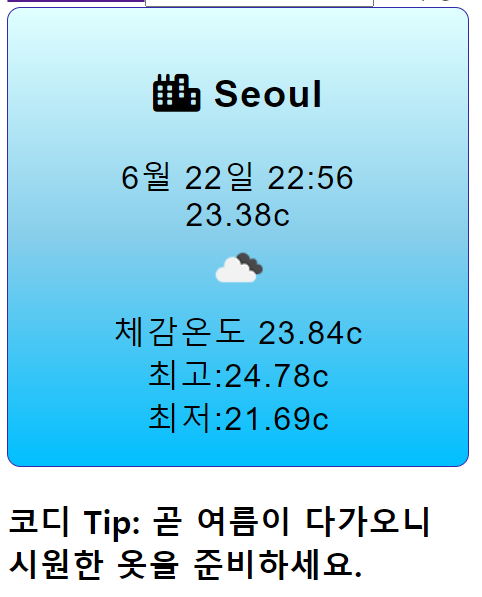 Seoul
6월 22일 22:56
23.38c
체감온도 23.84c
최고:24.78c
최저:21.69c
코디 Tip: 곧 여름이 다가오니
시원한 옷을 준비하세요.